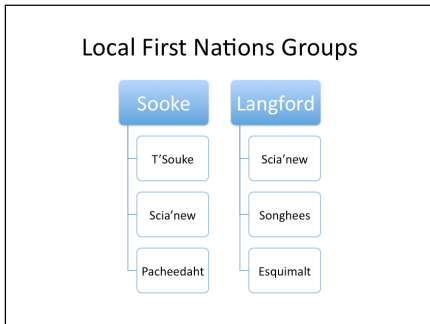 Local First Nations Groups
Sooke
T’Souke
Scia’new
Pacheedaht
Langford
Scia’new
Songhees
Esquimalt